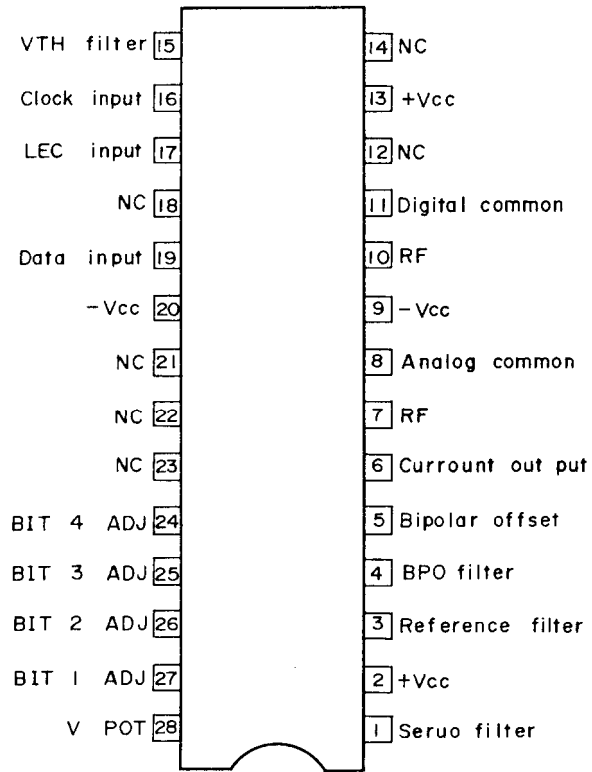 VTH filter 15 14 NC
Clock input 16 13 +Vcc
LEC input 17 12 NC
NC 18 11 Digital common
Data input 19 10 RF
-Vcc 20 9 -Vcc
NC 21 8 Analog common
NC 22 7 RF
NC 23 6 Curround out put
BIT 4 ADJ 24 5 Bipolar offset
BIT 3 ADJ 25 4 BPO filter
BIT 2 ADJ 26 3 Reference filter
BIT 1 ADJ 27 2 +Vcc
V POT 28 1 Seruo filter